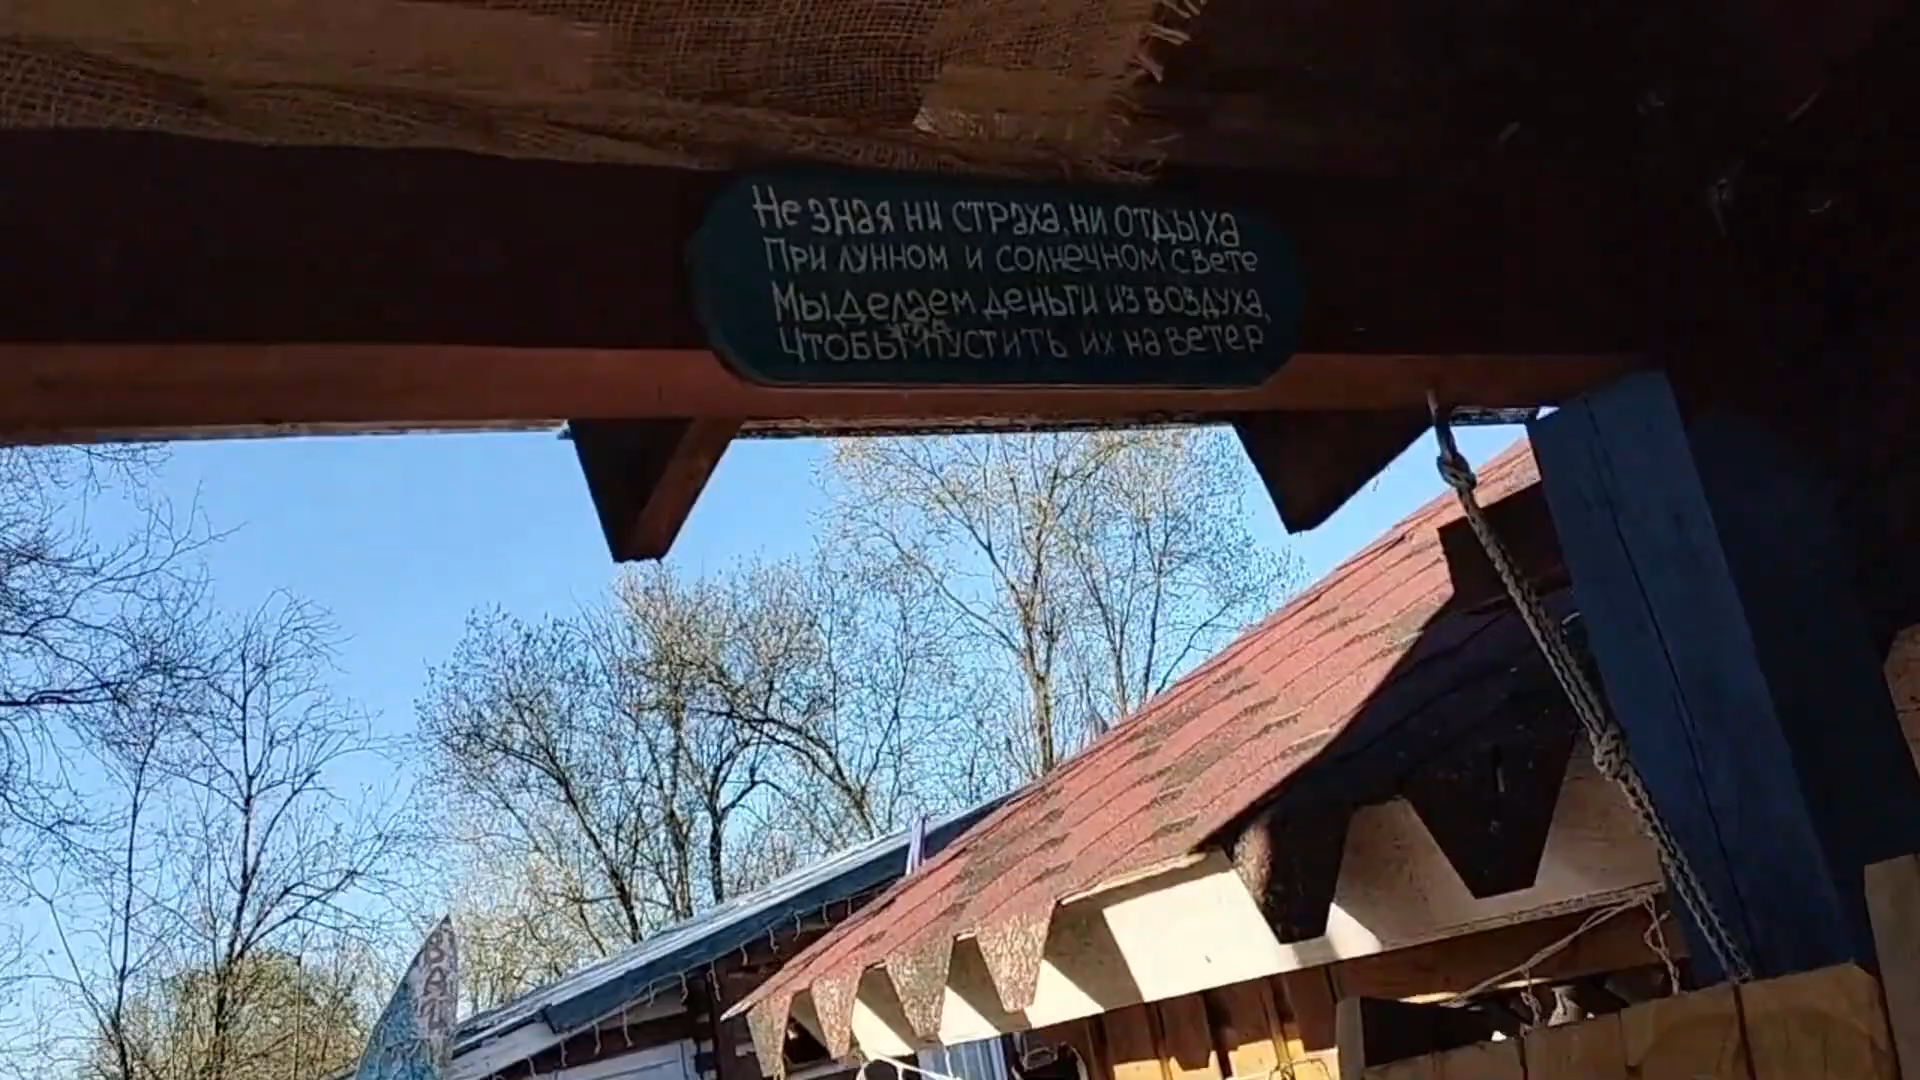 Не зная ни страха, ни отдыха
При лунном и солнечном свете
Мы делаем деньги из воздуха,
Чтобы пустить их на ветер